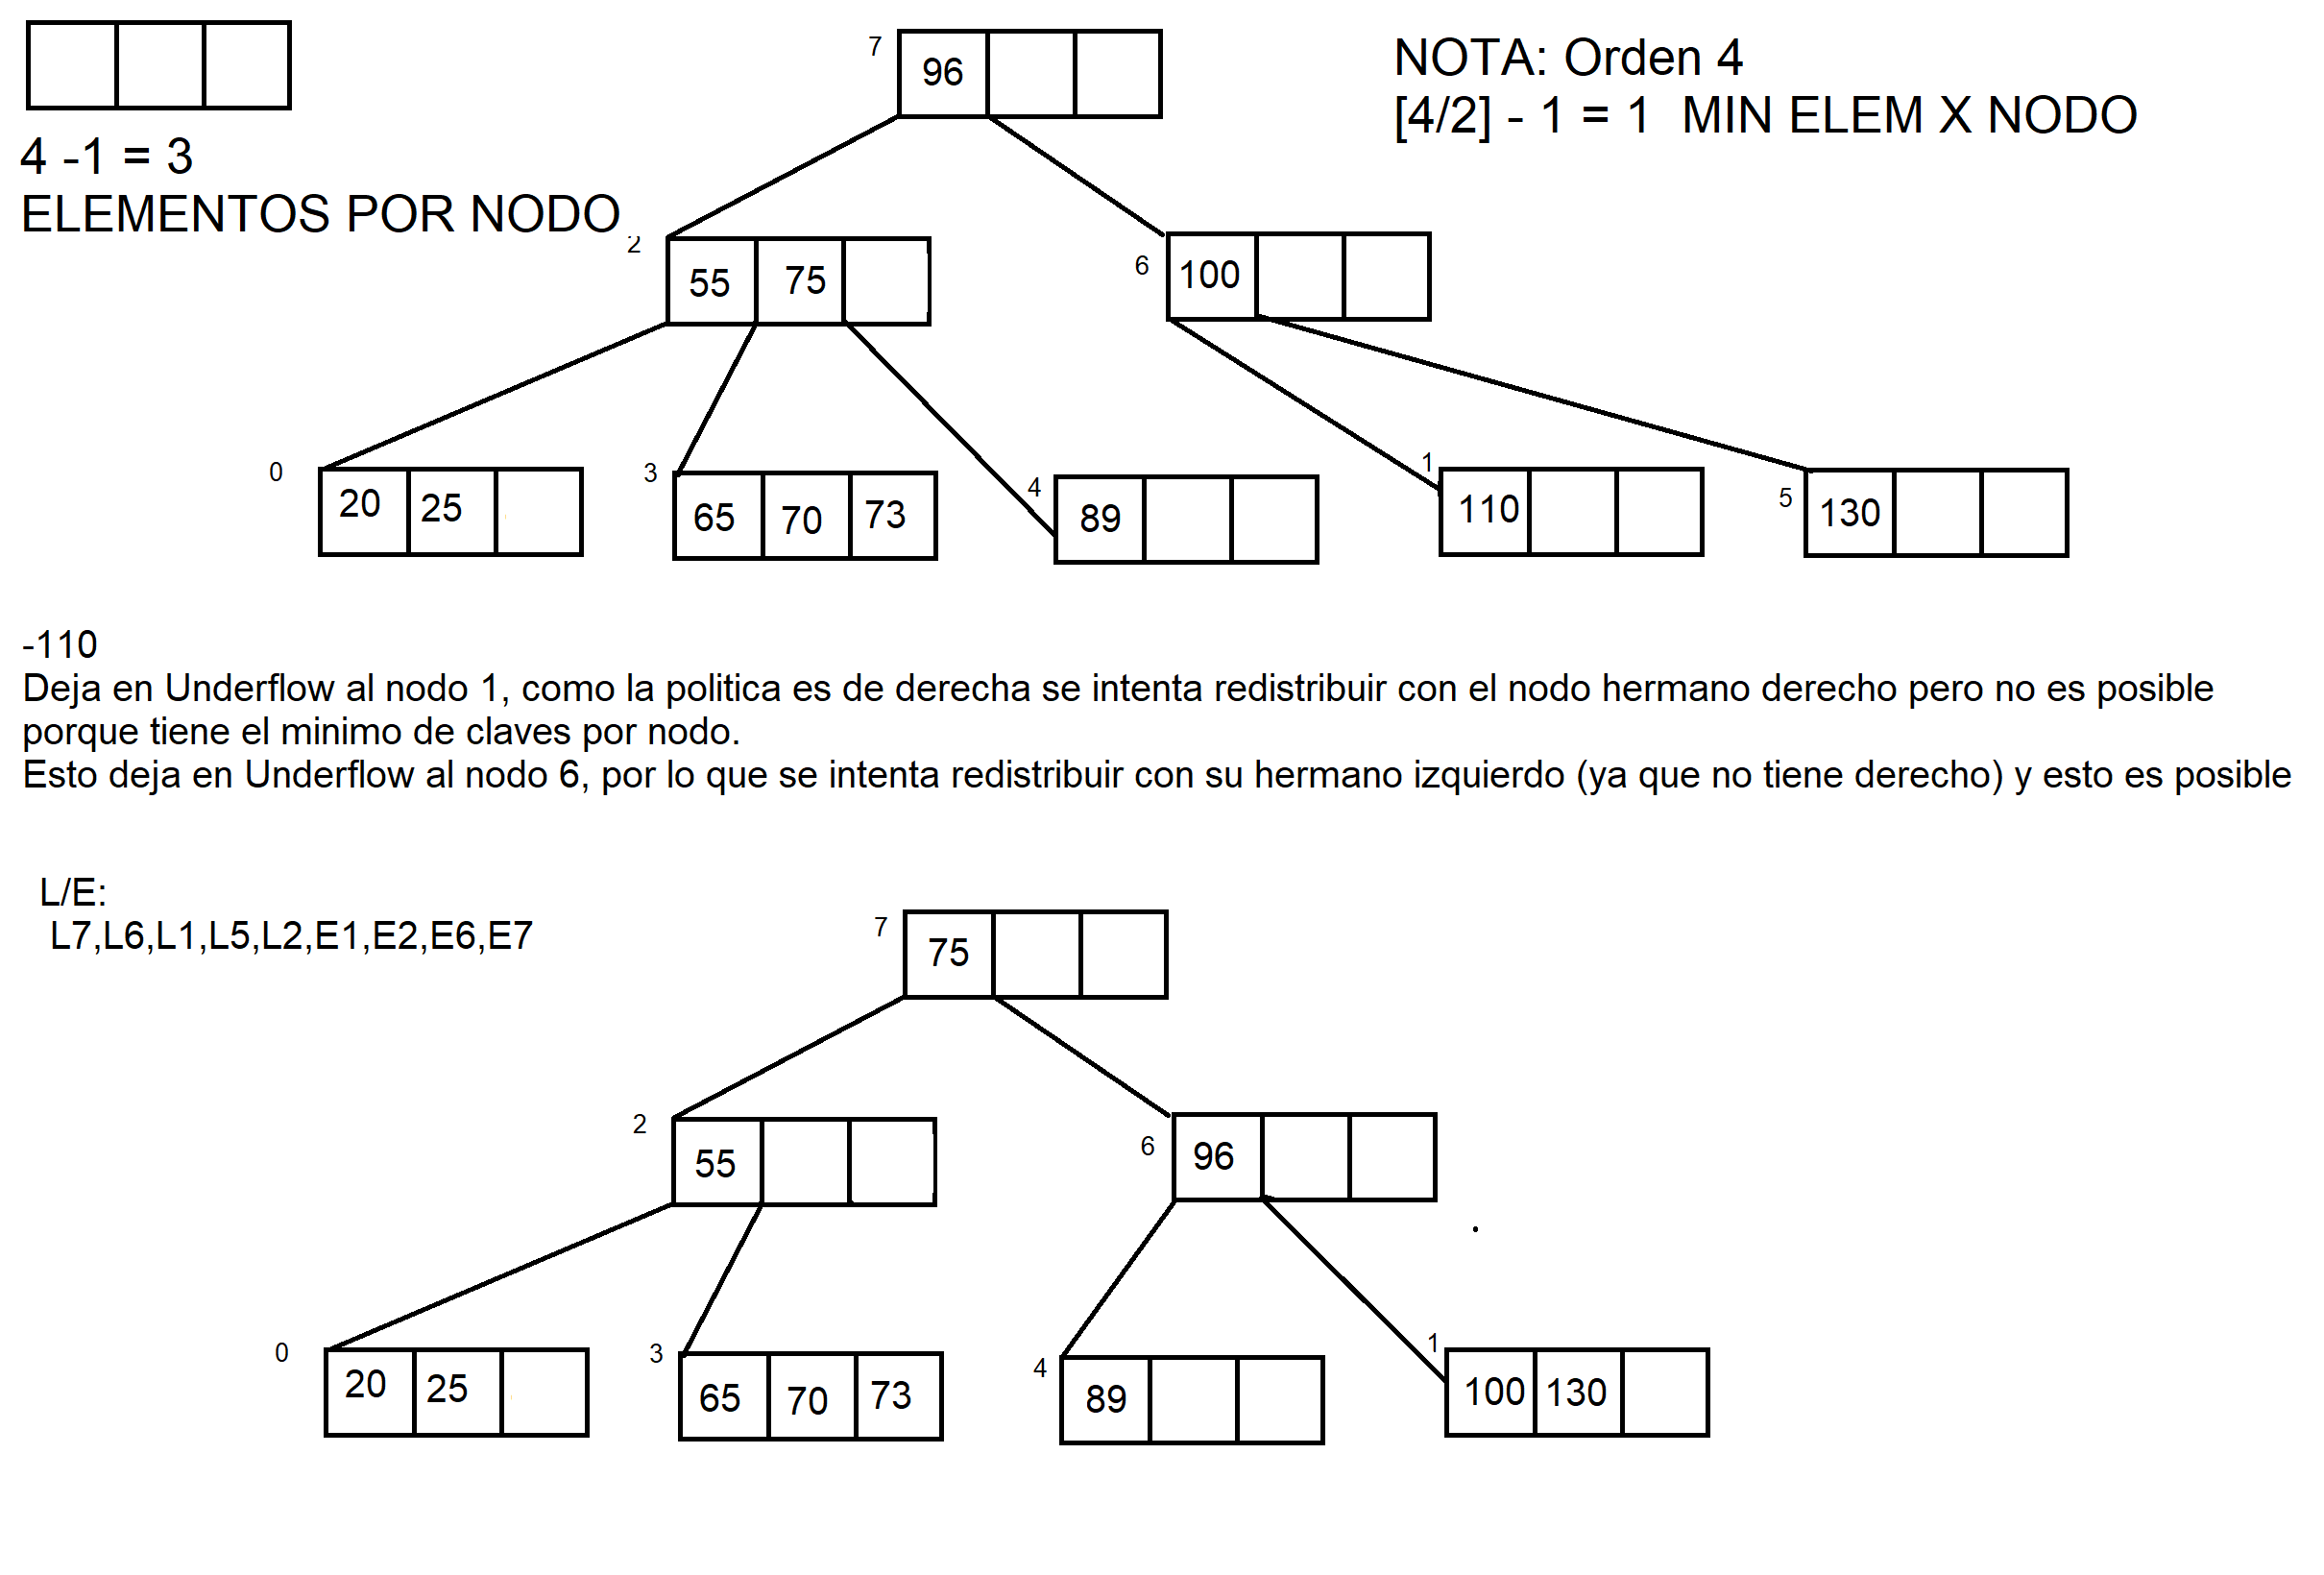 7
96
NOTA: Orden 4
[4/2] - 1 = 1  MIN ELEM X NODO
4 -1 = 3
ELEMENTOS POR NODO
2
55 75
6
100
0
20 25
3
65 70 73
4
89
1
110
5
130
-110
Deja en Underflow al nodo 1, como la politica es de derecha se intenta redistribuir con el nodo hermano derecho pero no es posible
porque tiene el minimo de claves por nodo.
Esto deja en Underflow al nodo 6, por lo que se intenta redistribuir con su hermano izquierdo (ya que no tiene derecho) y esto es posible
L/E:
L7,L6,L1,L5,L2,E1,E2,E6,E7
7
75
2
55
6
96
0
20 25
3
65 70 73
4
89
1
100 130